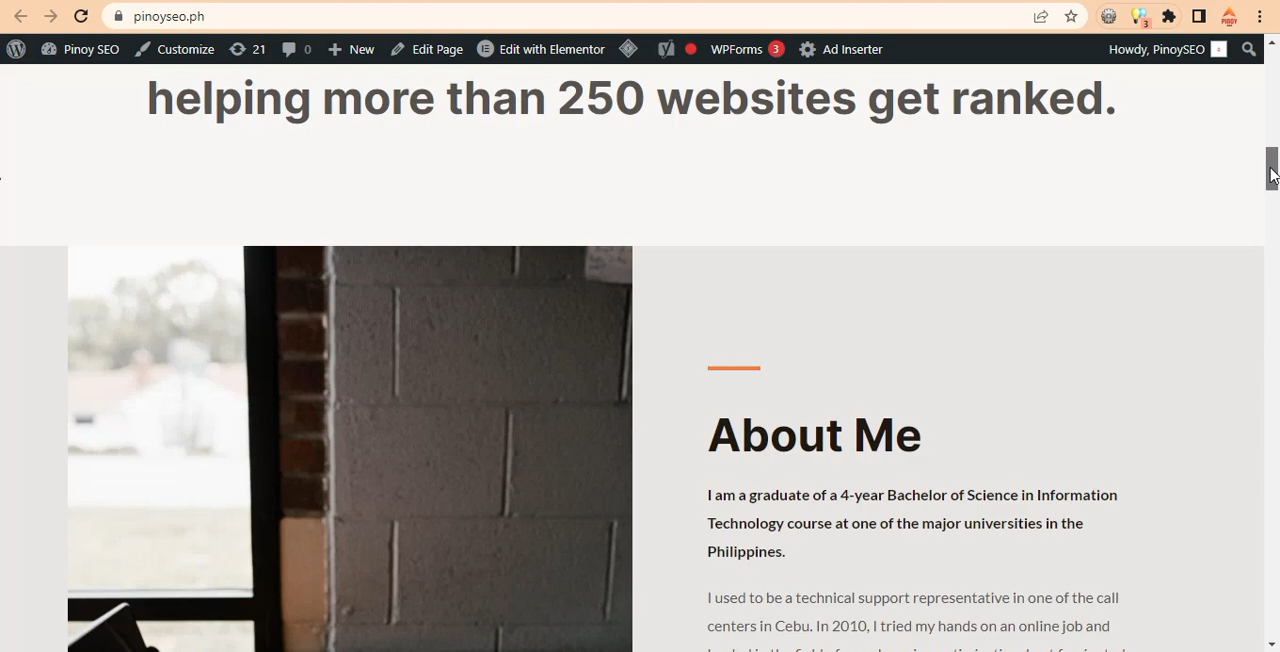 pinoyseo.ph
3
PINOY
Pinoy SEO Customize 21 0 New Edit Page Edit with Elementor WPForms 3 Ad Inserter Howdy, PinoySEO
helping more than 250 websites get ranked.
About Me
I am a graduate of a 4-year Bachelor of Science in Information
Technology course at one of the major universities in the
Philippines.
I used to be a technical support representative in one of the call
centers in Cebu. In 2010, I tried my hands on an online job and